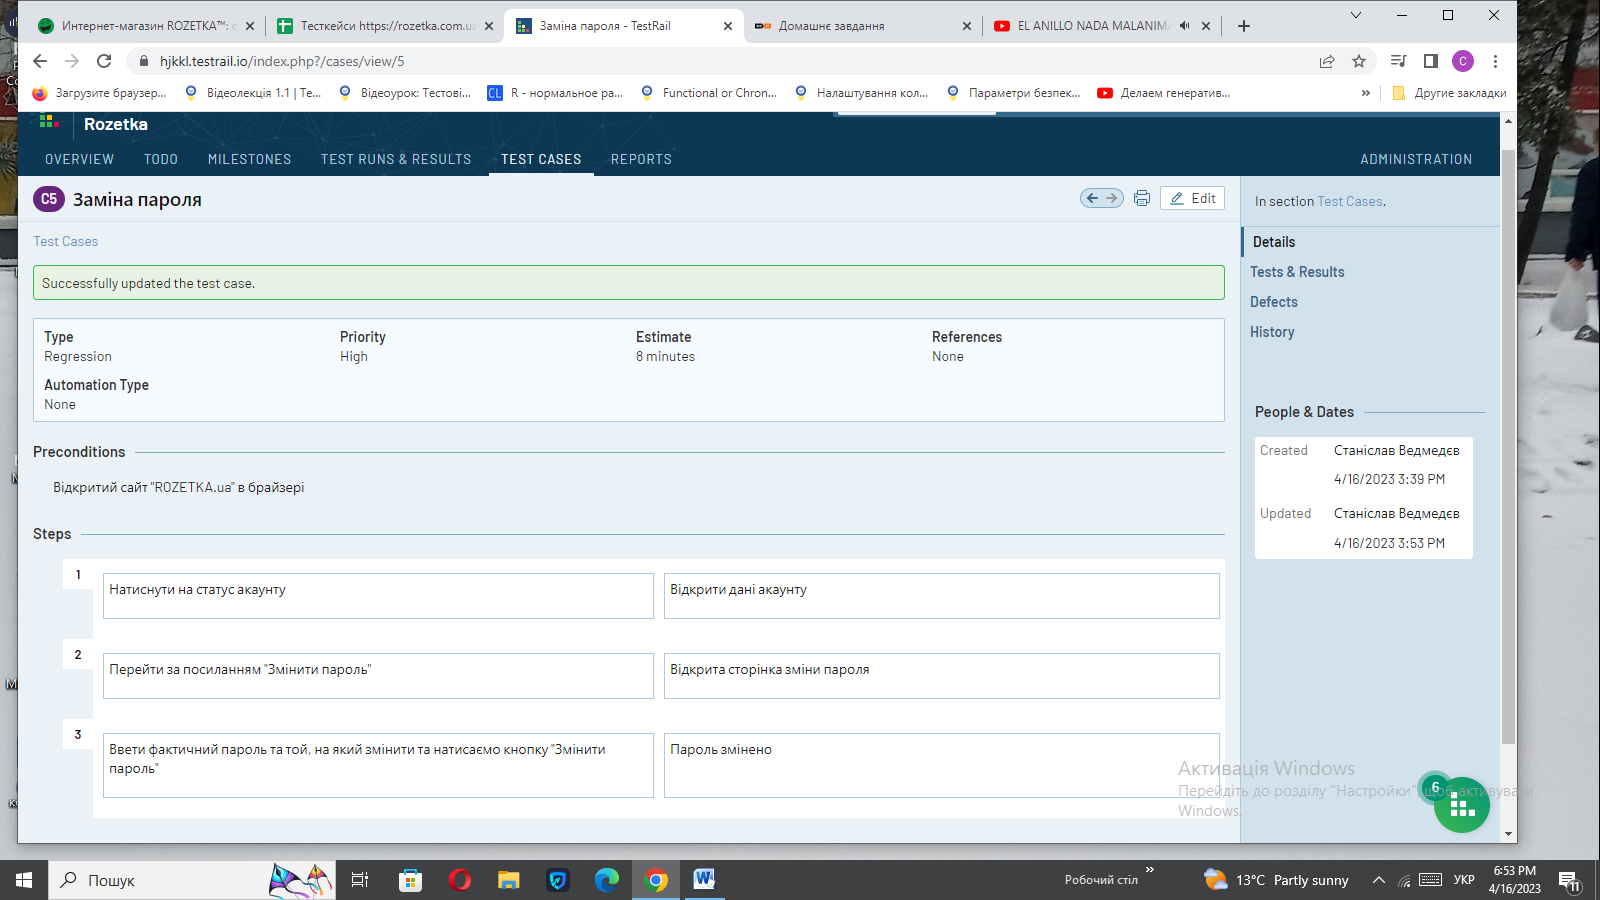 Интернет-магазин ROZETKA™: c
Тесткейси https://rozetka.com.ua
Заміна пароля - TestRail
Домашнє завдання
EL ANILLO NADA MALANIMA
hjkkl.testrail.io/index.php?/cases/view/5
C
Загрузите браузер...
Відеолекція 1.1 | Те...
Відеоурок: Тестові...
CL R - нормальное ра...
Functional or Chron...
Налаштування кол...
Параметри безпек...
Делаем генератив...
»
Другие закладки
Rozetka
OVERVIEW
TODO
MILESTONES
TEST RUNS & RESULTS
TEST CASES
REPORTS
ADMINISTRATION
C5 Заміна пароля
Edit
In section Test Cases.
Test Cases
Details
Tests & Results
Defects
History
Successfully updated the test case.
Type
Priority
Estimate
References
Regression
High
8 minutes
None
Automation Type
None
People & Dates
Created Станіслав Ведмедєв
4/16/2023 3:39 PM
Updated Станіслав Ведмедєв
4/16/2023 3:53 PM
Preconditions
Відкритий сайт "ROZETKA.ua" в брайзері
Steps
1
Натиснути на статус акаунту
Відкрити дані акаунту
2
Перейти за посиланням "Змінити пароль"
Відкрита сторінка зміни пароля
3
Ввети фактичний пароль та той, на який змінити та натисаємо кнопку "Змінити
пароль"
Пароль змінено
Активація Windows
Перейдіть до розділу "Настройки", щоб активувати
Windows.
6
Пошук
Робочий стіл
»
13°C Partly sunny
УКР
6:53 PM
4/16/2023
11